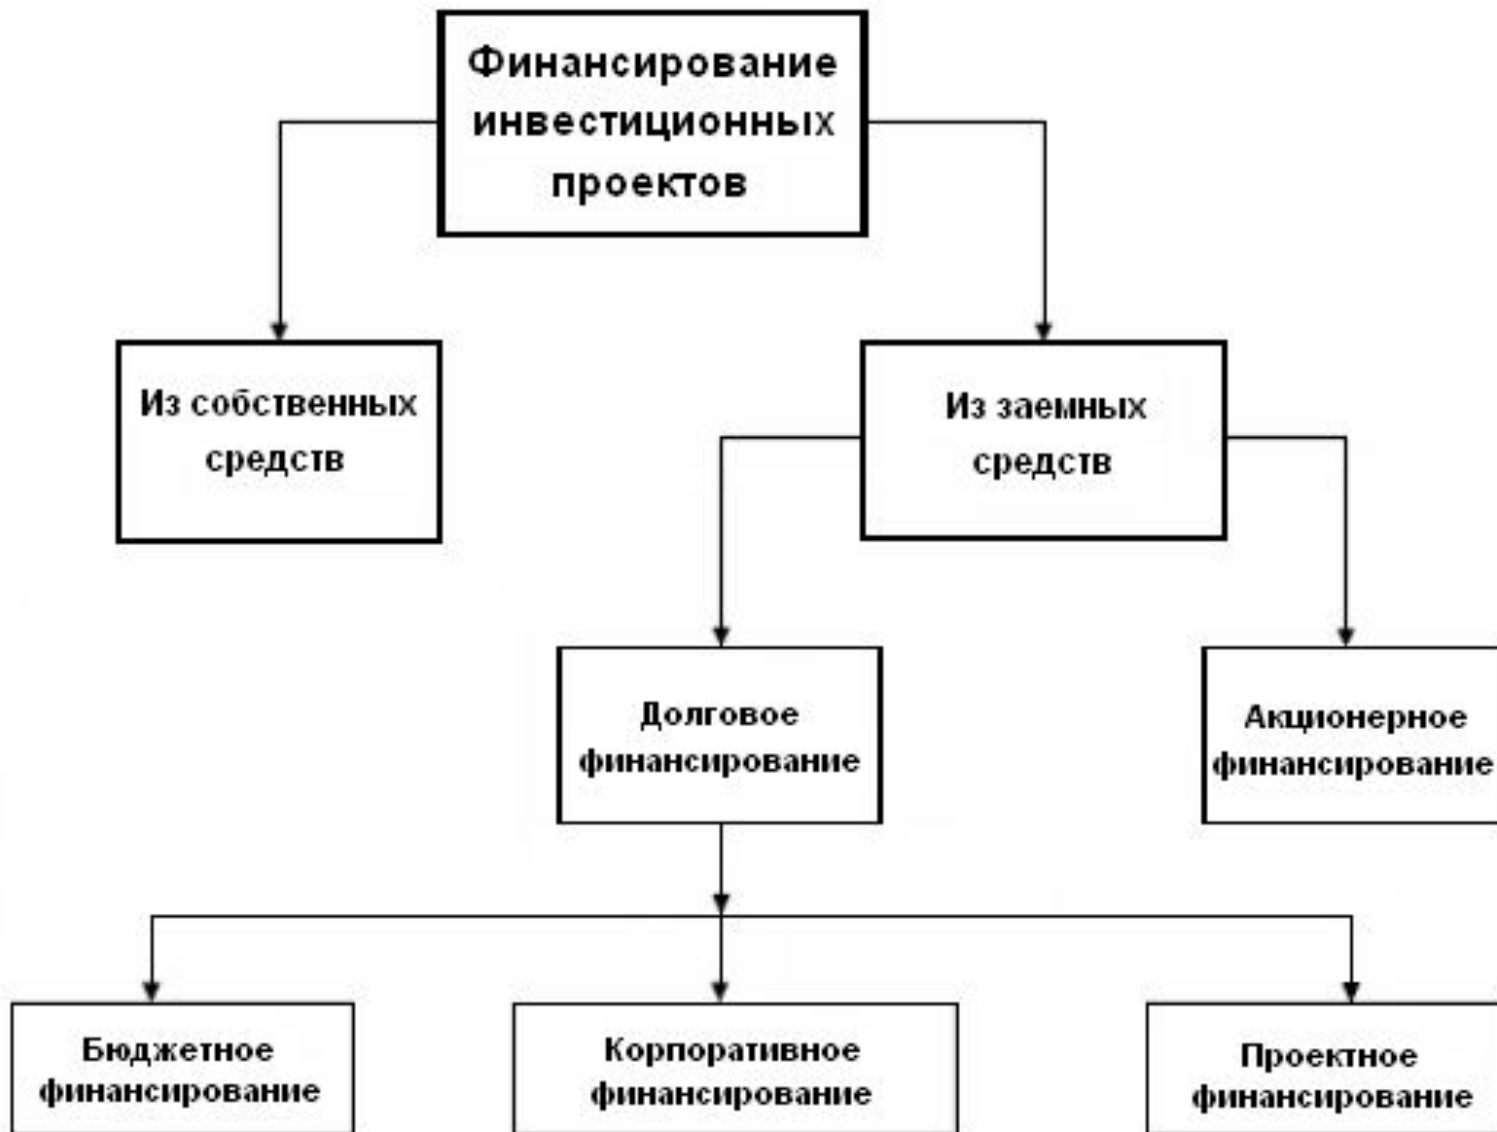 Финансирование
инвестиционных
проектов
Из собственных
средств
Из заемных
средств
Долговое
финансирование
Акционерное
финансирование
Бюджетное
финансирование
Корпоративное
финансирование
Проектное
финансирование